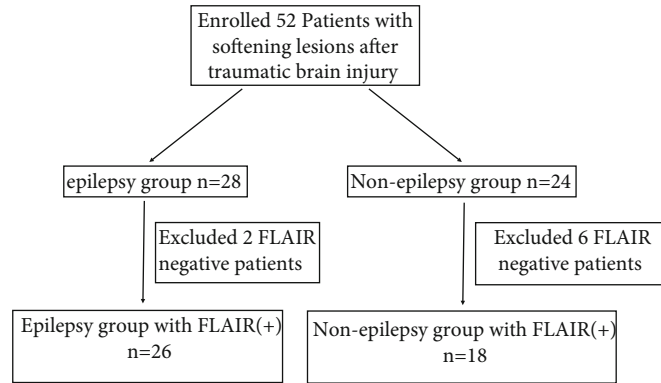 Enrolled 52 Patients with
softening lesions after
traumatic brain injury
epilepsy group n=28
Non-epilepsy group n=24
Excluded 2 FLAIR
negative patients
Excluded 6 FLAIR
negative patients
Epilepsy group with FLAIR(+)
n=26
Non-epilepsy group with FLAIR(+)
n=18